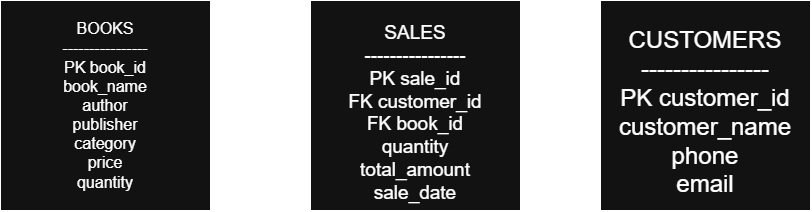 BOOKS
----------------
PK book_id
book_name
author
publisher
category
price
quantity
SALES
----------------
PK sale_id
FK customer_id
FK book_id
quantity
total_amount
sale_date
CUSTOMERS
----------------
PK customer_id
customer_name
phone
email